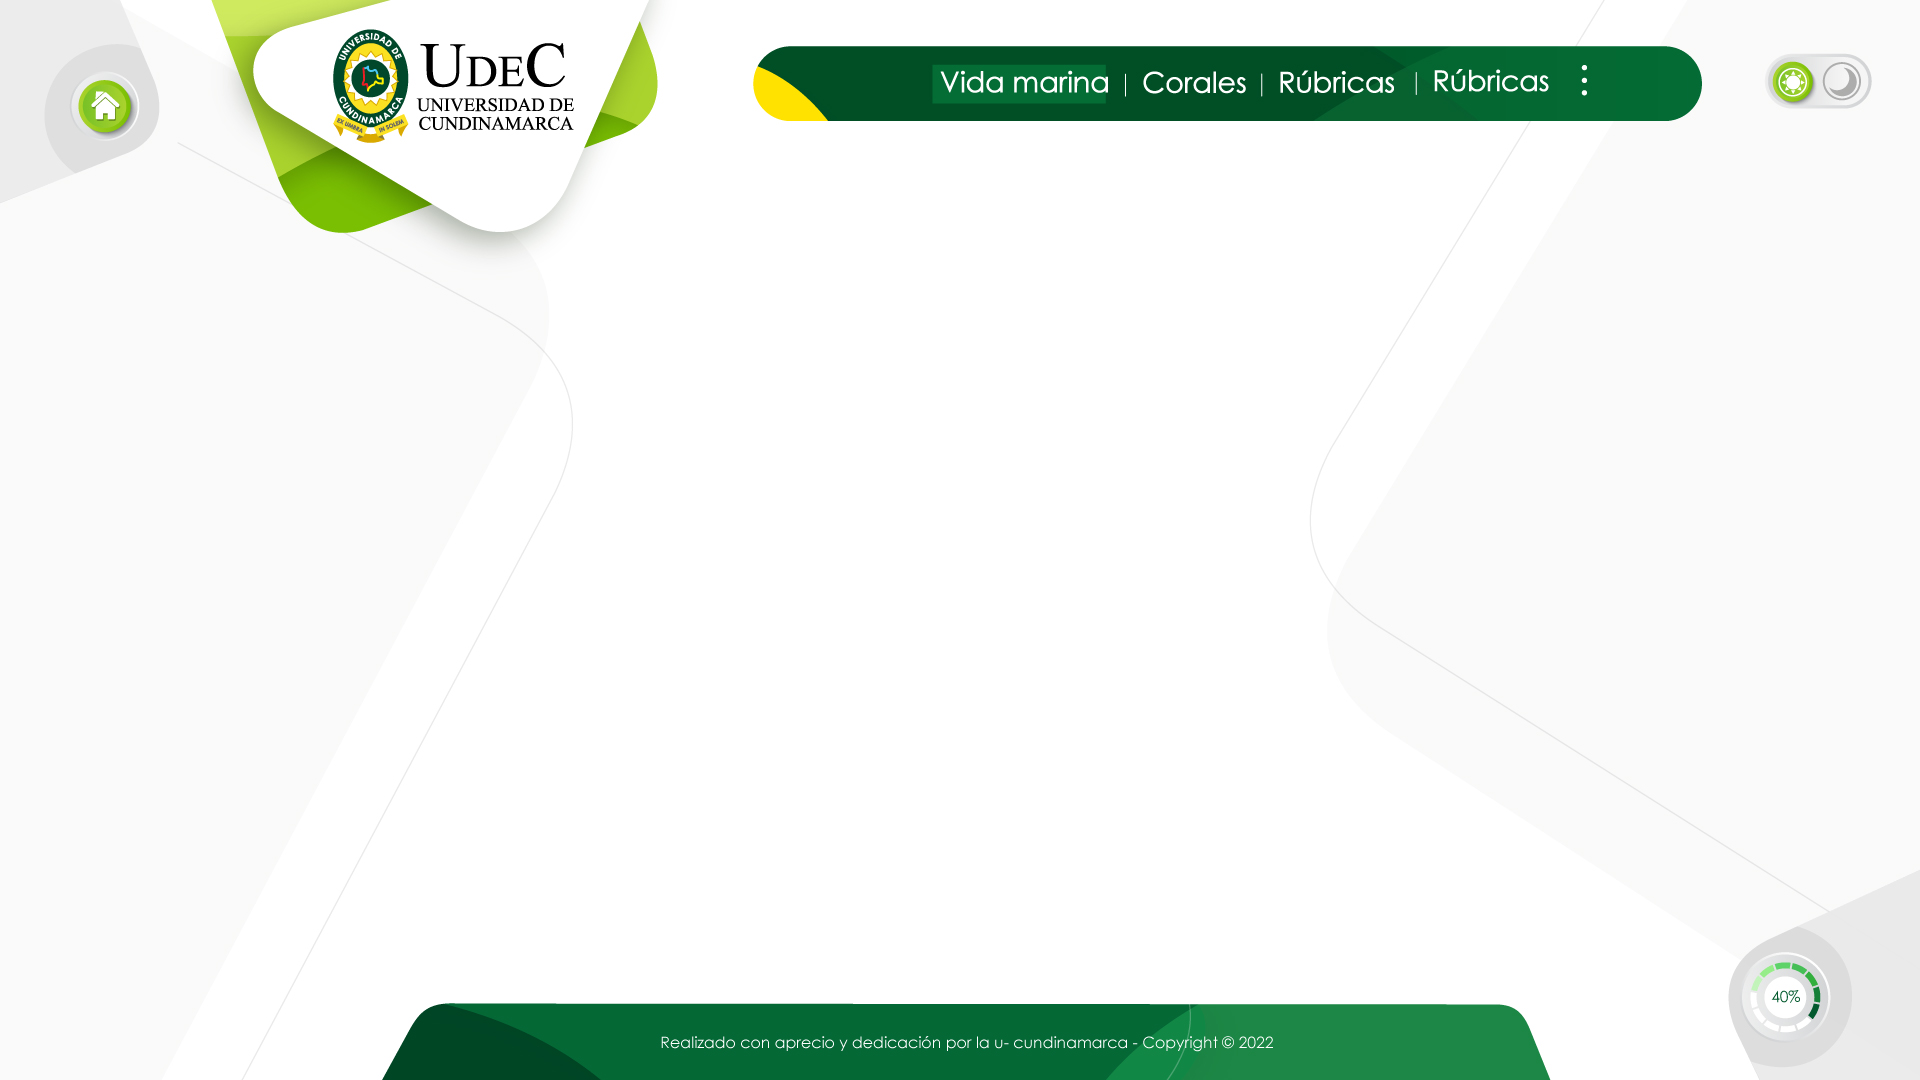 UNIVERSIDAD DE
CUNDINAMARCA
EX UMBRA IN SOLEM
UDEC
UNIVERSIDAD DE
CUNDINAMARCA
Vida marina | Corales | Rúbricas | Rúbricas
40%
Realizado con aprecio y dedicación por la u- cundinamarca - Copyright © 2022